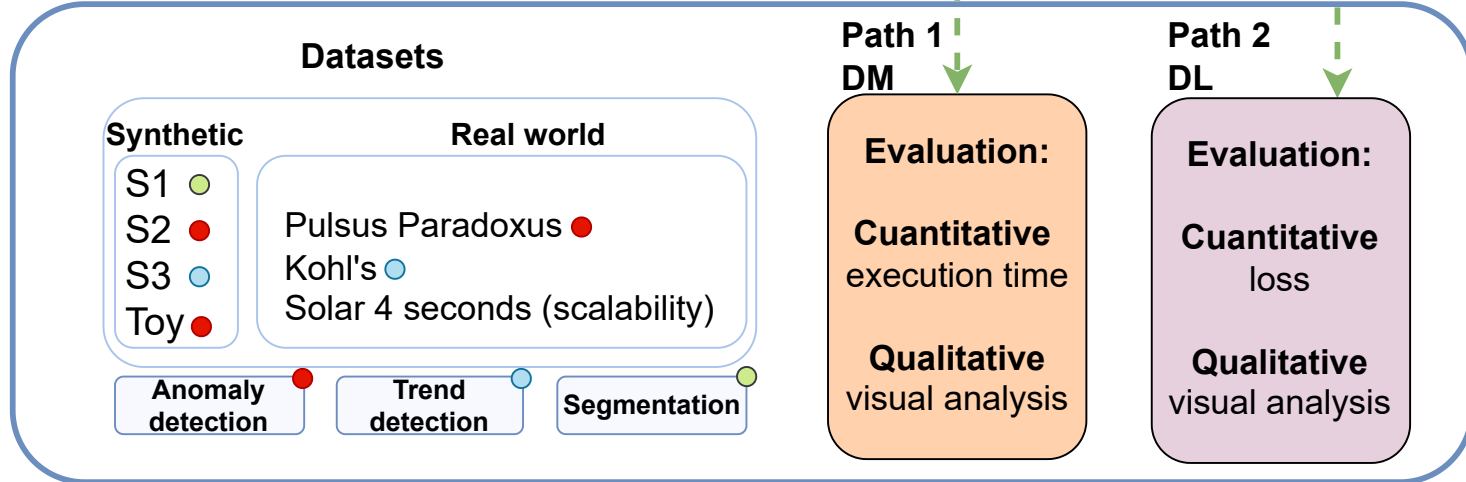 Datasets
Synthetic
S1
S2
S3
Toy
Real world
Pulsus Paradoxus
Kohl's
Solar 4 seconds (scalability)
Anomaly
detection
Trend
detection
Segmentation
Path 1
DM
Evaluation:
Cuantitative
execution time
Qualitative
visual analysis
Path 2
DL
Evaluation:
Cuantitative
loss
Qualitative
visual analysis